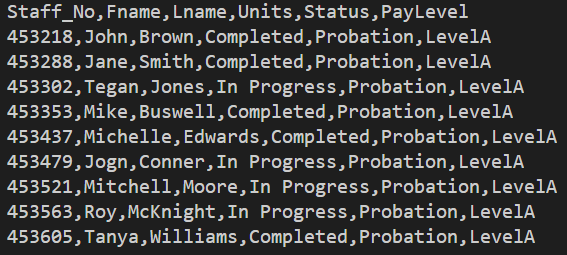 Staff_No,Fname,Lname,Units,Status,PayLevel
453218,John,Brown,Completed,Probation,LevelA
453288,Jane,Smith,Completed,Probation,LevelA
453302,Tegan,Jones,In Progress,Probation,LevelA
453353,Mike,Buswell,Completed,Probation,LevelA
453437,Michelle,Edwards,Completed,Probation,LevelA
453479,Jogn,Conner,In Progress,Probation,LevelA
453521,Mitchell,Moore,In Progress,Probation,LevelA
453563,Roy,McKnight,In Progress,Probation,LevelA
453605,Tanya,Williams,Completed,Probation,LevelA